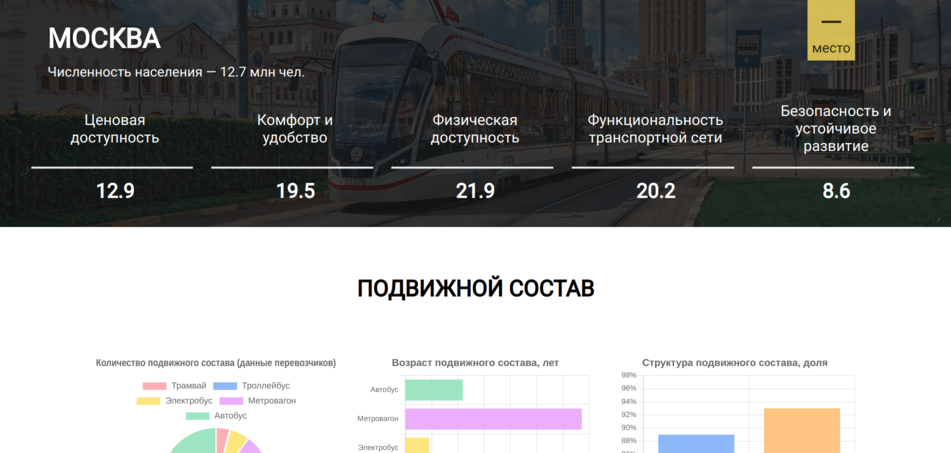 МОСКВА
—
место
Численность населения — 12.7 млн чел.
Ценовая
доступность
12.9
Комфорт и
удобство
19.5
Физическая
доступность
21.9
Функциональность
транспортной сети
20.2
Безопасность и
устойчивое
развитие
8.6
ПОДВИЖНОЙ СОСТАВ
Количество подвижного состава (данные перевозчиков)
Трамвай Троллейбус
Электробус Метровагон
Автобус
Возраст подвижного состава, лет
Автобус
Метровагон
Электробус
Структура подвижного состава, доля
98%
96%
94%
92%
90%
88%